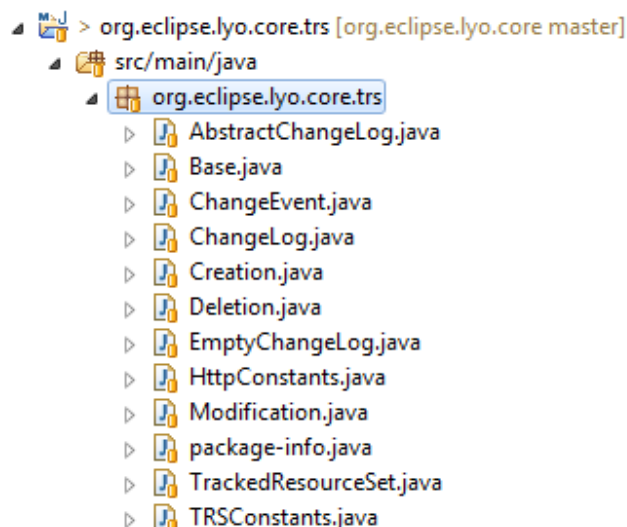 > org.eclipse.lyo.core.trs [org.eclipse.lyo.core master]
src/main/java
org.eclipse.lyo.core.trs
AbstractChangeLog.java
Base.java
ChangeEvent.java
ChangeLog.java
Creation.java
Deletion.java
EmptyChangeLog.java
HttpConstants.java
Modification.java
package-info.java
TrackedResourceSet.java
TRSConstants.java